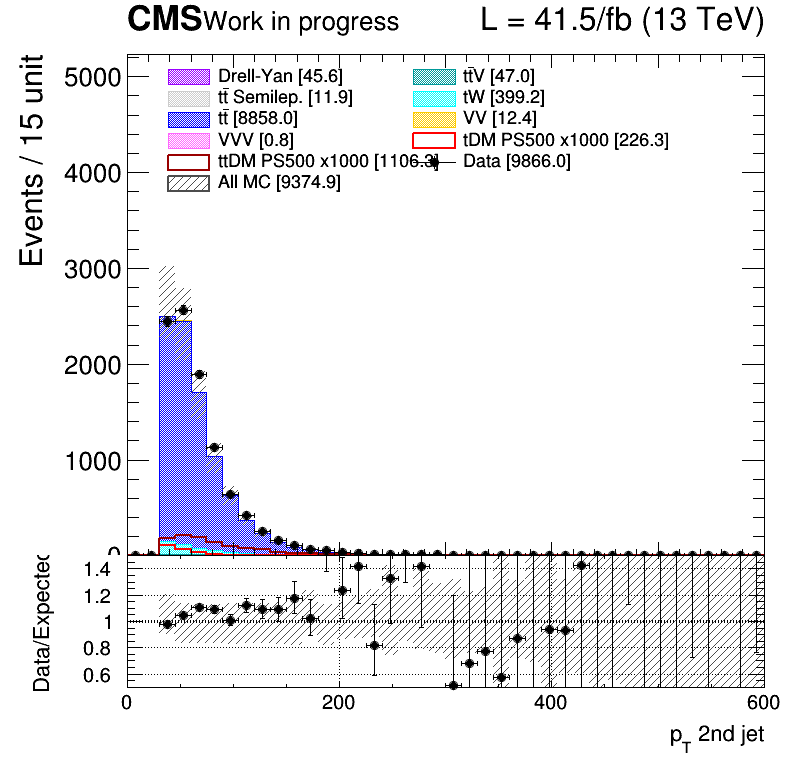 CMS Work in progress L = 41.5/fb (13 TeV)
Events / 15 unit
5000
4000
3000
2000
1000
0
Drell-Yan [45.6]
tt̄ Semilep. [11.9]
tt̄ [8858.0]
VVV [0.8]
ttDM PS500 x1000 [1106.3]
All MC [9374.9]
tt̄V [47.0]
tW [399.2]
VV [12.4]
tDM PS500 x1000 [226.3]
Data [9866.0]
Data/Expected
1.4
1.2
1
0.8
0.6
0 200 400 600
pT 2nd jet